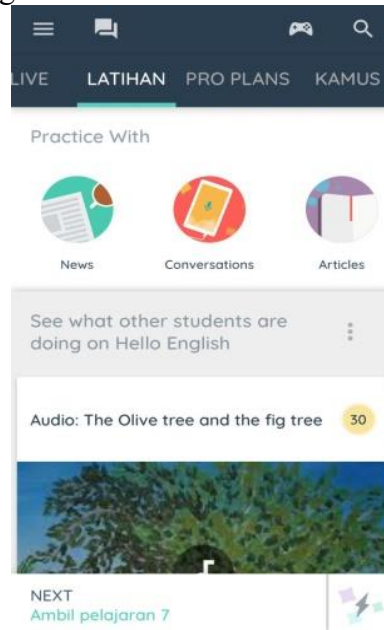 LIVE LATIHAN PRO PLANS KAMUS
Practice With
News Conversations Articles
See what other students are
doing on Hello English
Audio: The Olive tree and the fig tree 30
NEXT
Ambil pelajaran 7